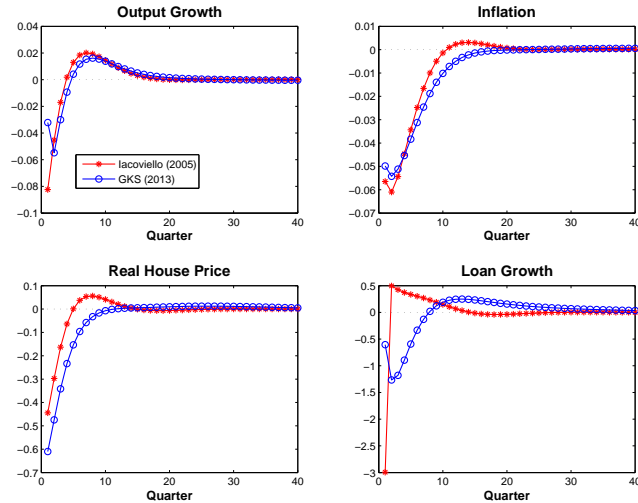 Output Growth
0.04
0.02
0
−0.02
−0.04
−0.06
−0.08
−0.1
0 10 20 30 40
Quarter
Iacoviello (2005)
GKS (2013)
Inflation
0.01
0
−0.01
−0.02
−0.03
−0.04
−0.05
−0.06
−0.07
0 10 20 30 40
Quarter
Real House Price
0.1
0
−0.1
−0.2
−0.3
−0.4
−0.5
−0.6
−0.7
0 10 20 30 40
Quarter
Loan Growth
0.5
0
−0.5
−1
−1.5
−2
−2.5
−3
0 10 20 30 40
Quarter